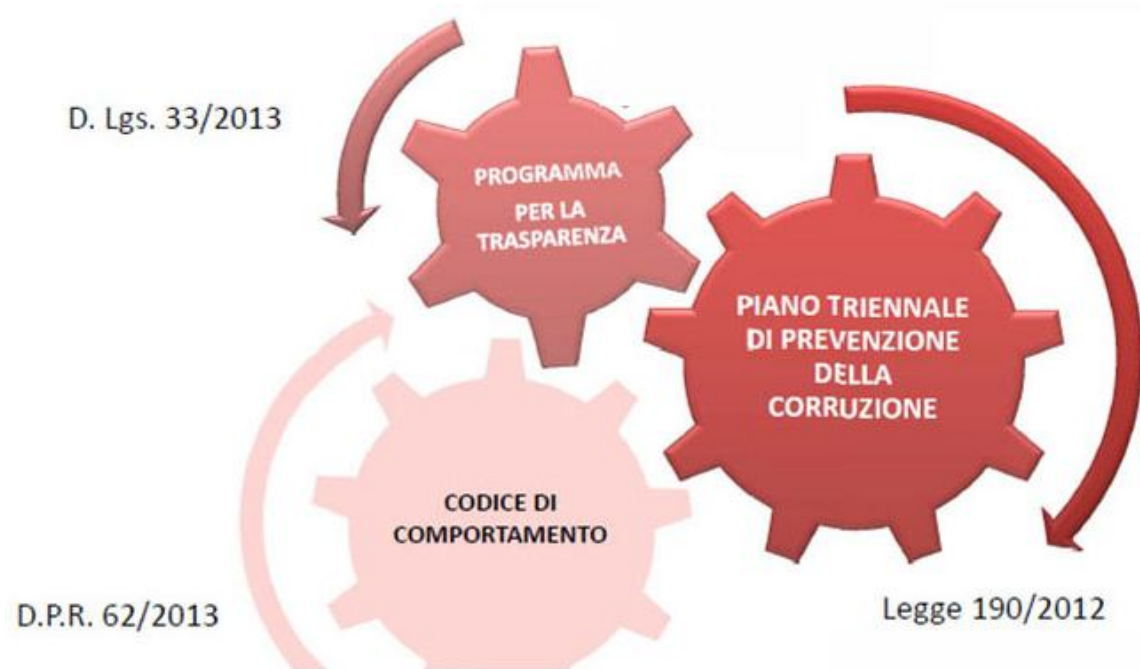 D. Lgs. 33/2013
PROGRAMMA
PER LA
TRASPARENZA
PIANO TRIENNALE
DI PREVENZIONE
DELLA
CORRUZIONE
CODICE DI
COMPORTAMENTO
D.P.R. 62/2013
Legge 190/2012